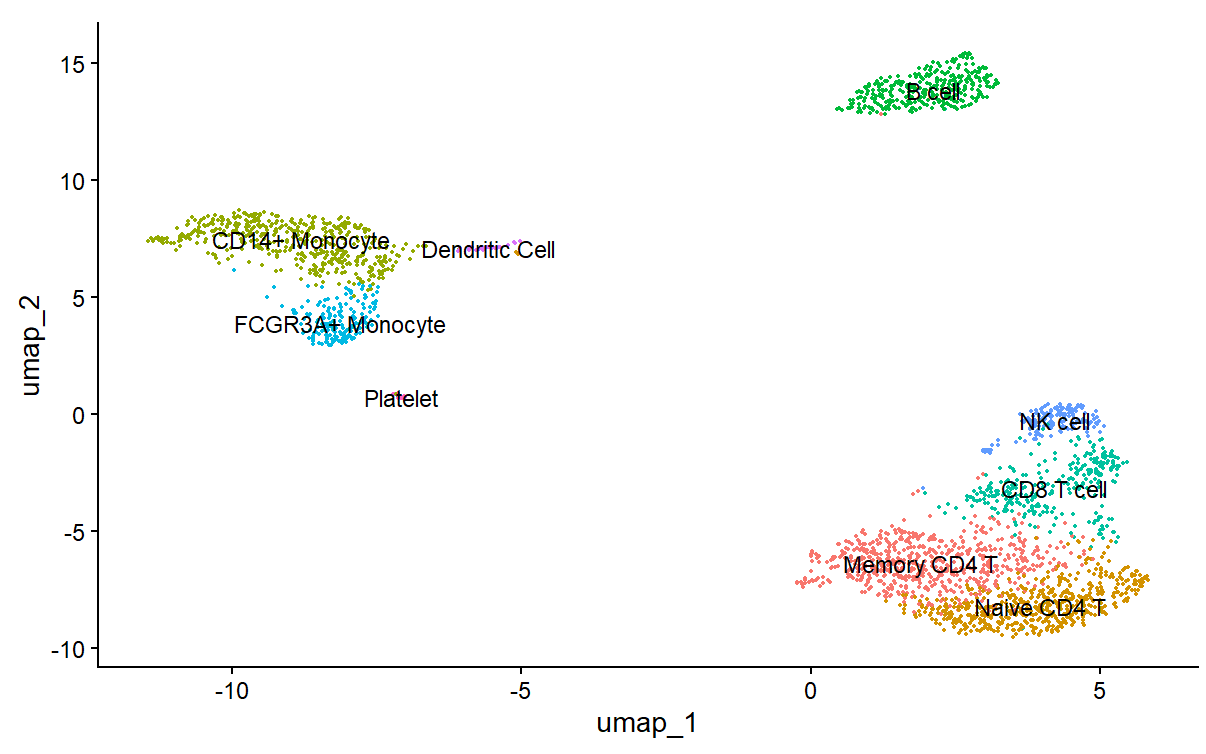 15
10
5
0
-5
-10
umap_2
B cell
CD14+ Monocyte
Dendritic Cell
FCGR3A+ Monocyte
Platelet
NK cell
CD8 T cell
Memory CD4 T
Naive CD4 T
-10
-5
0
5
umap_1